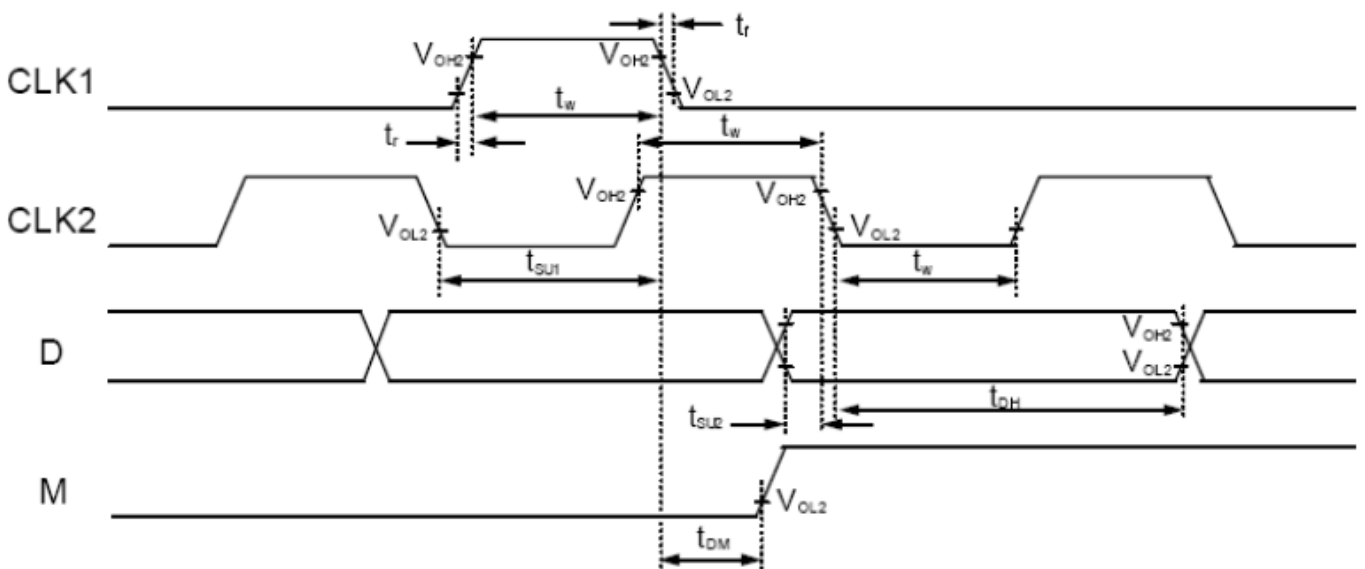 tr
VOH2 VOH2
CLK1 VOL2
tw
tr tw
VOH2 VOH2
CLK2 VOL2 VOL2
tSU1 tw
D VOH2
VOL2
tSU2 tDH
M VOL2
tDM